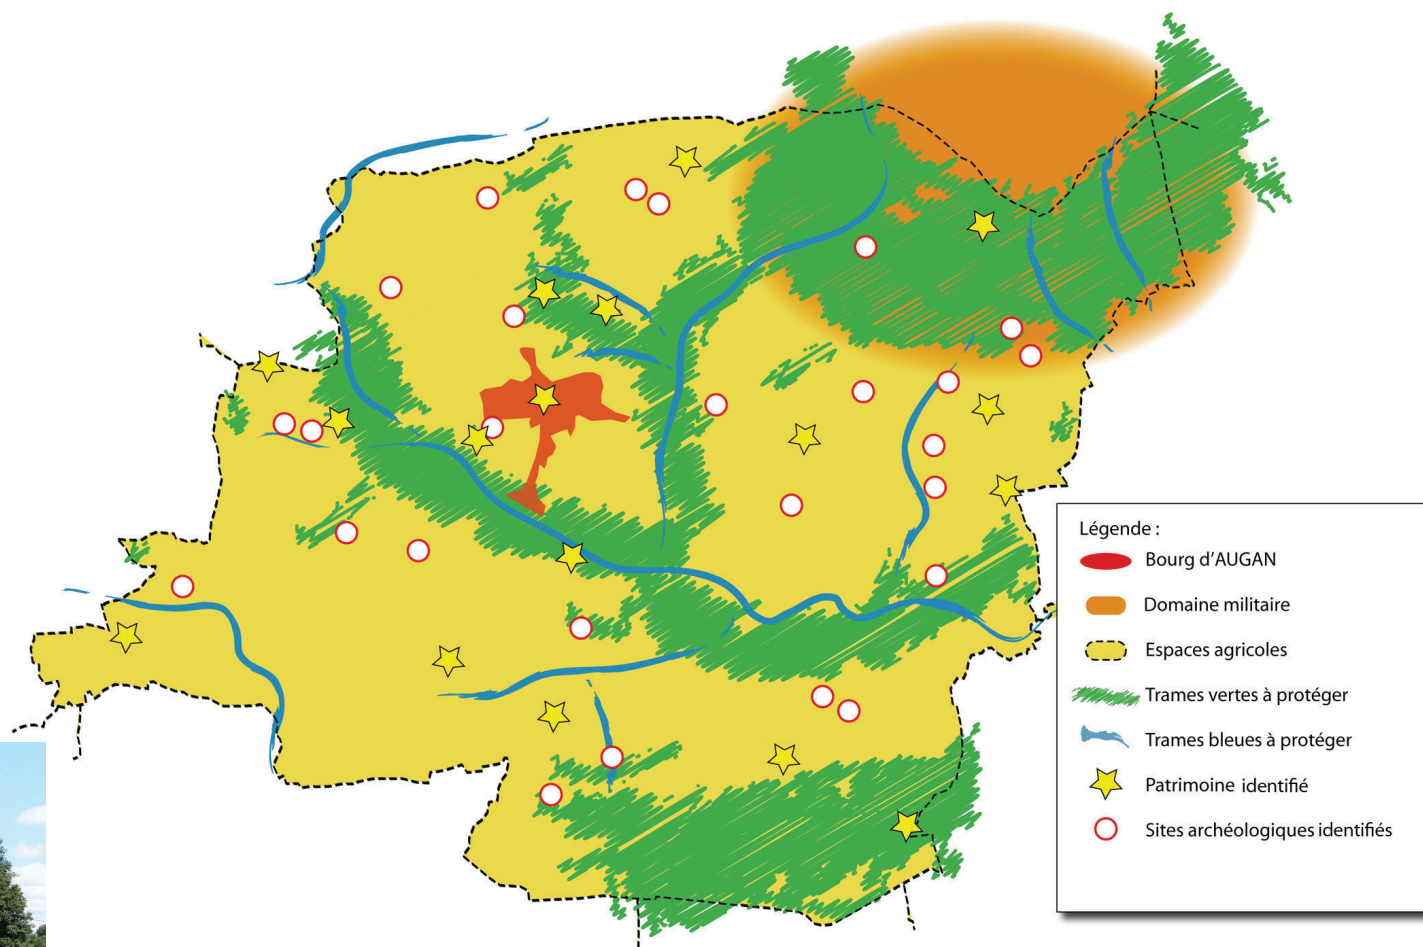 Légende :
Bourg d'AUGAN
Domaine militaire
Espaces agricoles
Trames vertes à protéger
Trames bleues à protéger
Patrimoine identifié
Sites archéologiques identifiés